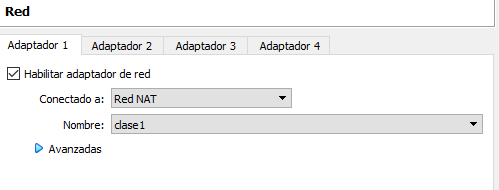 Red
Adaptador 1 Adaptador 2 Adaptador 3 Adaptador 4
Habilitar adaptador de red
Conectado a: Red NAT
Nombre: clase1
Avanzadas